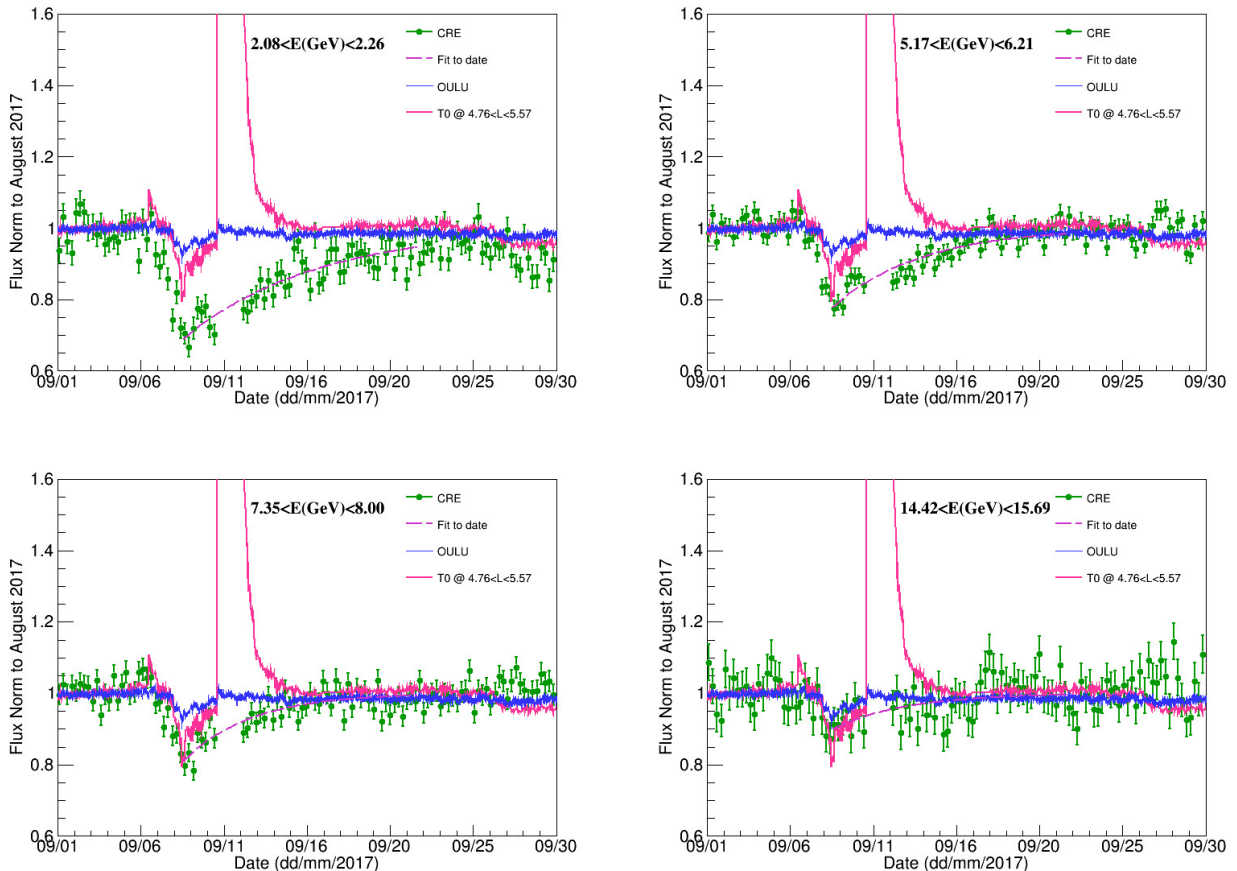 2.08<E(GeV)<2.26
CRE
Fit to date
OULU
T0 @ 4.76<L<5.57
Flux Norm to August 2017
1.6
1.4
1.2
1
0.8
0.6
09/01 09/06 09/11 09/16 09/20 09/25 09/30
Date (dd/mm/2017)
5.17<E(GeV)<6.21
CRE
Fit to date
OULU
T0 @ 4.76<L<5.57
Flux Norm to August 2017
1.6
1.4
1.2
1
0.8
0.6
09/01 09/06 09/11 09/16 09/20 09/25 09/30
Date (dd/mm/2017)
7.35<E(GeV)<8.00
CRE
Fit to date
OULU
T0 @ 4.76<L<5.57
Flux Norm to August 2017
1.6
1.4
1.2
1
0.8
0.6
09/01 09/06 09/11 09/16 09/20 09/25 09/30
Date (dd/mm/2017)
14.42<E(GeV)<15.69
CRE
Fit to date
OULU
T0 @ 4.76<L<5.57
Flux Norm to August 2017
1.6
1.4
1.2
1
0.8
0.6
09/01 09/06 09/11 09/16 09/20 09/25 09/30
Date (dd/mm/2017)